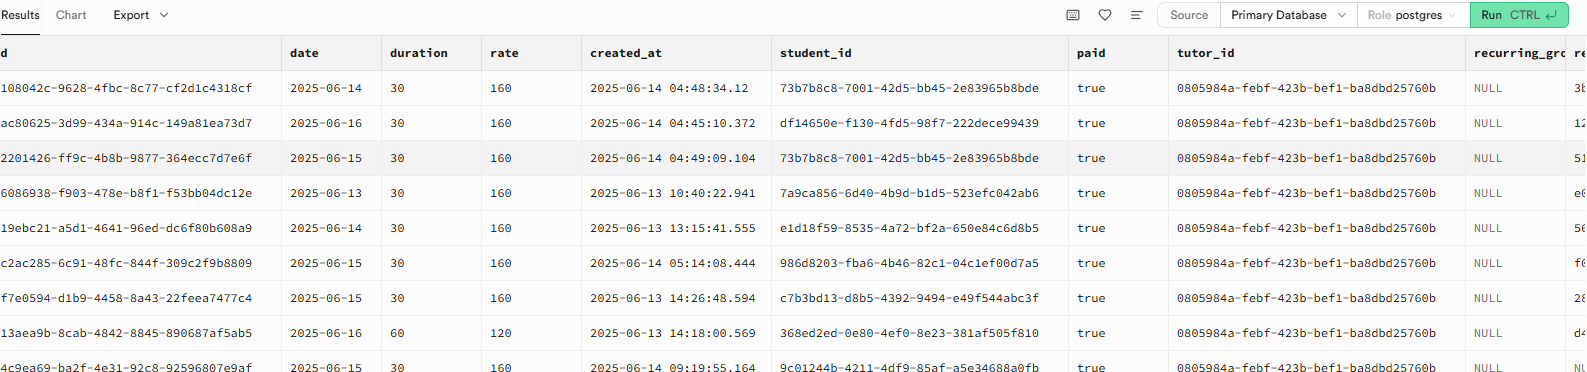 Results Chart Export Source Primary Database Role postgres Run CTRL
d date duration rate created_at student_id paid tutor_id recurring_gro re
108042c-9628-4fbc-8c77-cf2d1c4318cf 2025-06-14 30 160 2025-06-14 04:48:34.12 73b7b8c8-7001-42d5-bb45-2e83965b8bde true 0805984a-febf-423b-bef1-ba8dbd25760b NULL 3b
ac80625-3d99-434a-914c-149a81ea73d7 2025-06-16 30 160 2025-06-14 04:45:10.372 df14650e-f130-4fd5-98f7-222dece99439 true 0805984a-febf-423b-bef1-ba8dbd25760b NULL 12
2201426-ff9c-4b8b-9877-364ecc7d7e6f 2025-06-15 30 160 2025-06-14 04:49:09.104 73b7b8c8-7001-42d5-bb45-2e83965b8bde true 0805984a-febf-423b-bef1-ba8dbd25760b NULL 51
6086938-f903-478e-b8f1-f53bb04dc12e 2025-06-13 30 160 2025-06-13 10:40:22.941 7a9ca856-6d40-4b9d-b1d5-523efc042ab6 true 0805984a-febf-423b-bef1-ba8dbd25760b NULL e0
19ebc21-a5d1-4641-96ed-dc6f80b608a9 2025-06-14 30 160 2025-06-13 13:15:41.555 e1d18f59-8535-4a72-bf2a-650e84c6d8b5 true 0805984a-febf-423b-bef1-ba8dbd25760b NULL 56
c2ac285-6c91-48fc-844f-309c2f9b8809 2025-06-15 30 160 2025-06-14 05:14:08.444 986d8203-fba6-4b46-82c1-04c1ef00d7a5 true 0805984a-febf-423b-bef1-ba8dbd25760b NULL f0
f7e0594-d1b9-4458-8a43-22feea7477c4 2025-06-15 30 160 2025-06-13 14:26:48.594 c7b3bd13-d8b5-4392-9494-e49f544abc3f true 0805984a-febf-423b-bef1-ba8dbd25760b NULL 28
13aea9b-8cab-4842-8845-890687af5ab5 2025-06-16 60 120 2025-06-13 14:18:00.569 368ed2ed-0e80-4ef0-8e23-381af505f810 true 0805984a-febf-423b-bef1-ba8dbd25760b NULL d4
4c9ea69-ba2f-4e31-92c8-92596807e9af 2025-06-15 30 160 2025-06-14 09:19:55.164 9c01244b-4211-4df9-85af-a5e34688a0fb true 0805984a-febf-423b-bef1-ba8dbd25760b NULL NU